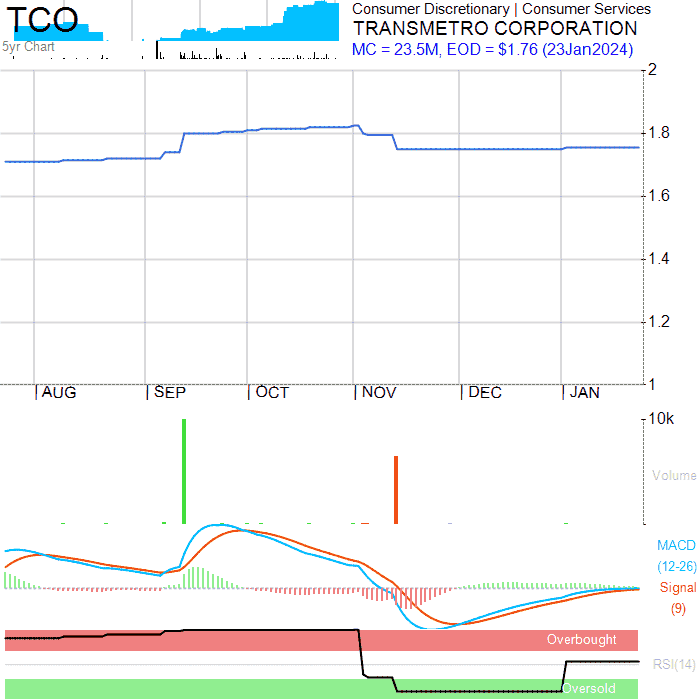 TCO
5yr Chart
Consumer Discretionary | Consumer Services
TRANSMETRO CORPORATION
MC = 23.5M, EOD = $1.76 (23Jan2024)
2
1.8
1.6
1.4
1.2
1
AUG
SEP
OCT
NOV
DEC
JAN
10k
Volume
MACD
(12-26)
Signal
(9)
Overbought
RSI(14)
Oversold